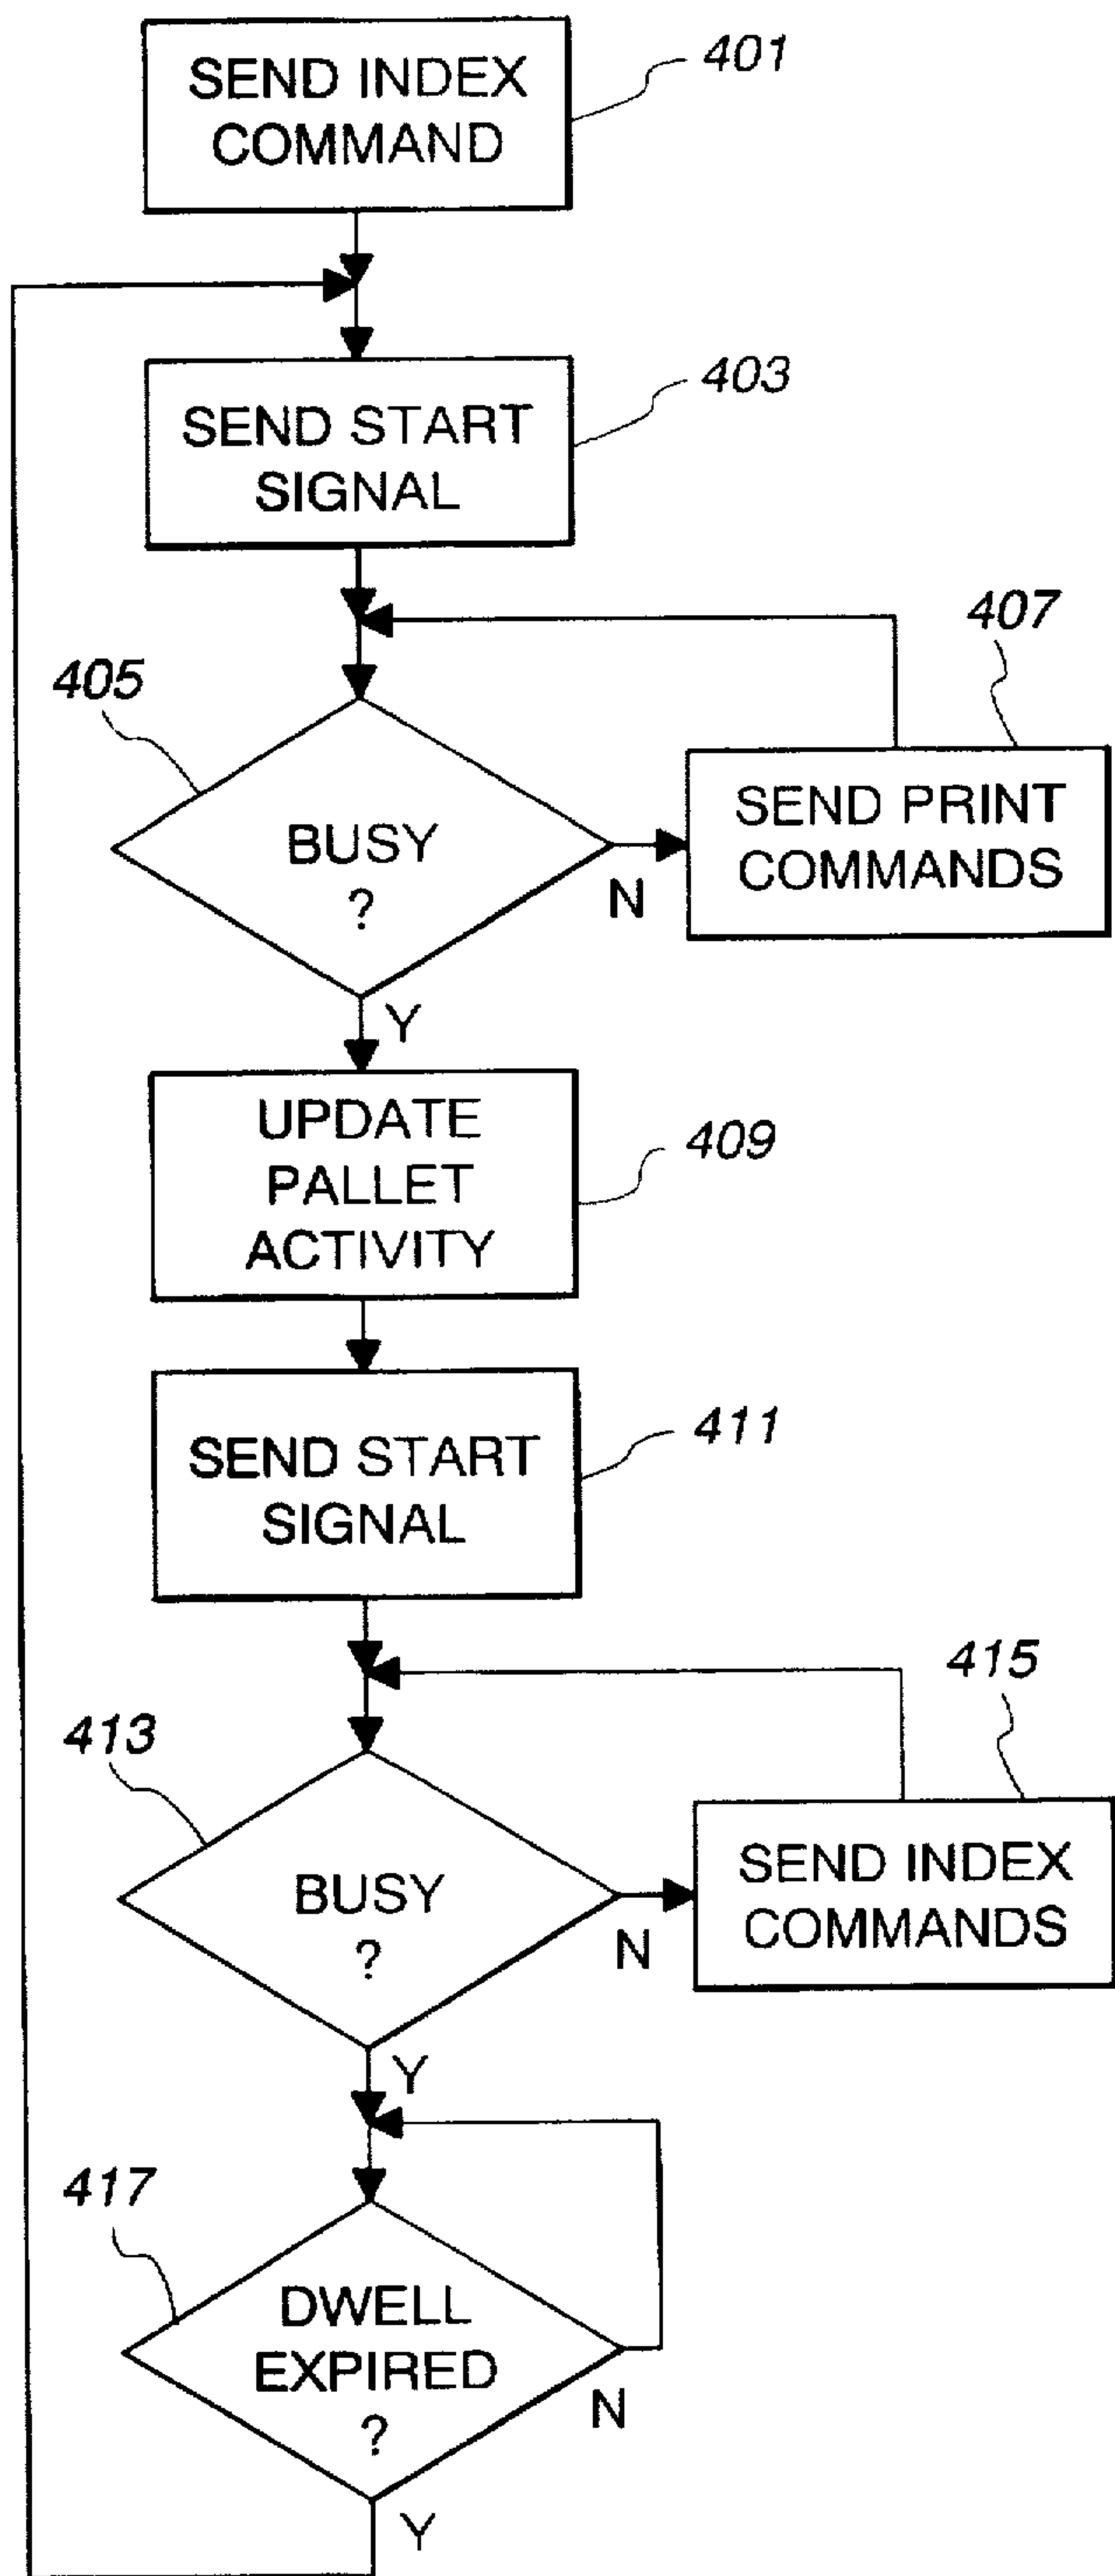 SEND INDEX
COMMAND
401
SEND START
SIGNAL
403
405
BUSY
?
N
Y
407
SEND PRINT
COMMANDS
UPDATE
PALLET
ACTIVITY
409
SEND START
SIGNAL
411
413
BUSY
?
N
Y
415
SEND INDEX
COMMANDS
417
DWELL
EXPIRED
?
N
Y